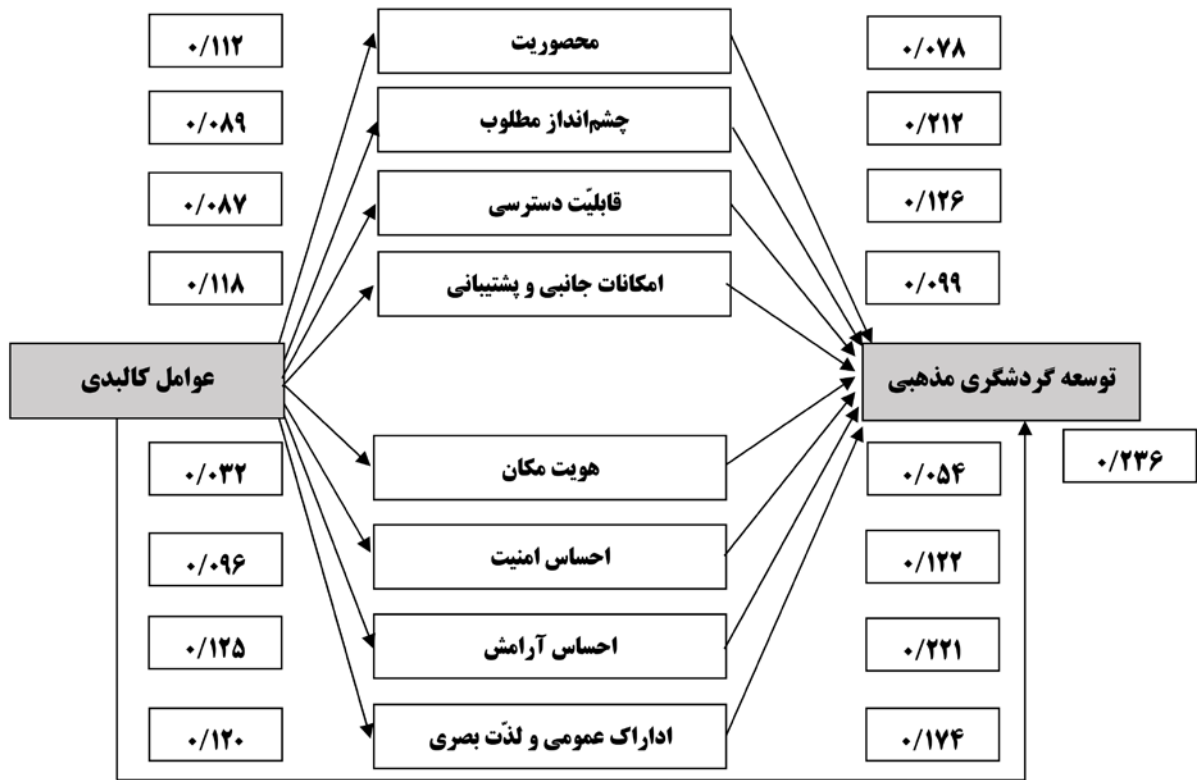 ۰/۱۱۲
محصوریت
۰/۰۷۸
۰/۰۸۹
چشم‌انداز مطلوب
۰/۲۱۲
۰/۰۸۷
قابلیّت دسترسی
۰/۱۲۶
۰/۱۱۸
امکانات جانبی و پشتیبانی
۰/۰۹۹
عوامل کالبدی
توسعه گردشگری مذهبی
۰/۲۳۶
۰/۰۳۲
هویت مکان
۰/۰۵۴
۰/۰۹۶
احساس امنیت
۰/۱۲۲
۰/۱۲۵
احساس آرامش
۰/۲۲۱
۰/۱۲۰
اداراک عمومی و لذّت بصری
۰/۱۷۴